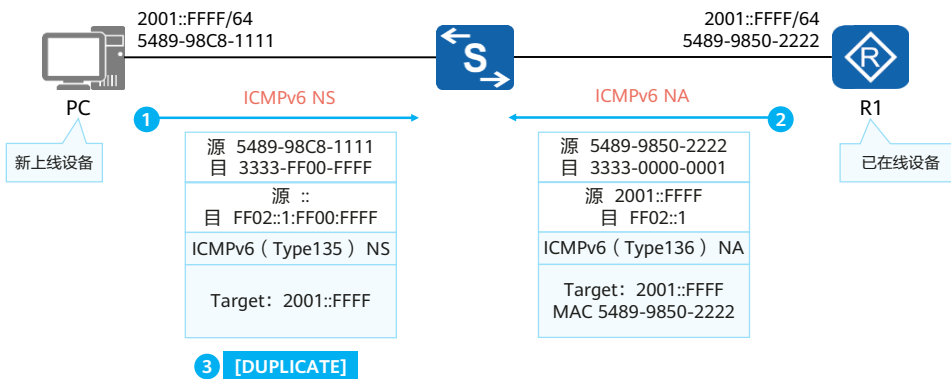 2001::FFFF/64
5489-98C8-1111
2001::FFFF/64
5489-9850-2222
S
R
PC
R1
新上线设备
已在线设备
ICMPv6 NS
ICMPv6 NA
1
2
源 5489-98C8-1111
目 3333-FF00-FFFF
源 ::
目 FF02::1:FF00:FFFF
ICMPv6（Type135） NS
Target：2001::FFFF
源 5489-9850-2222
目 3333-0000-0001
源 2001::FFFF
目 FF02::1
ICMPv6（Type136） NA
Target：2001::FFFF
MAC 5489-9850-2222
3 [DUPLICATE]